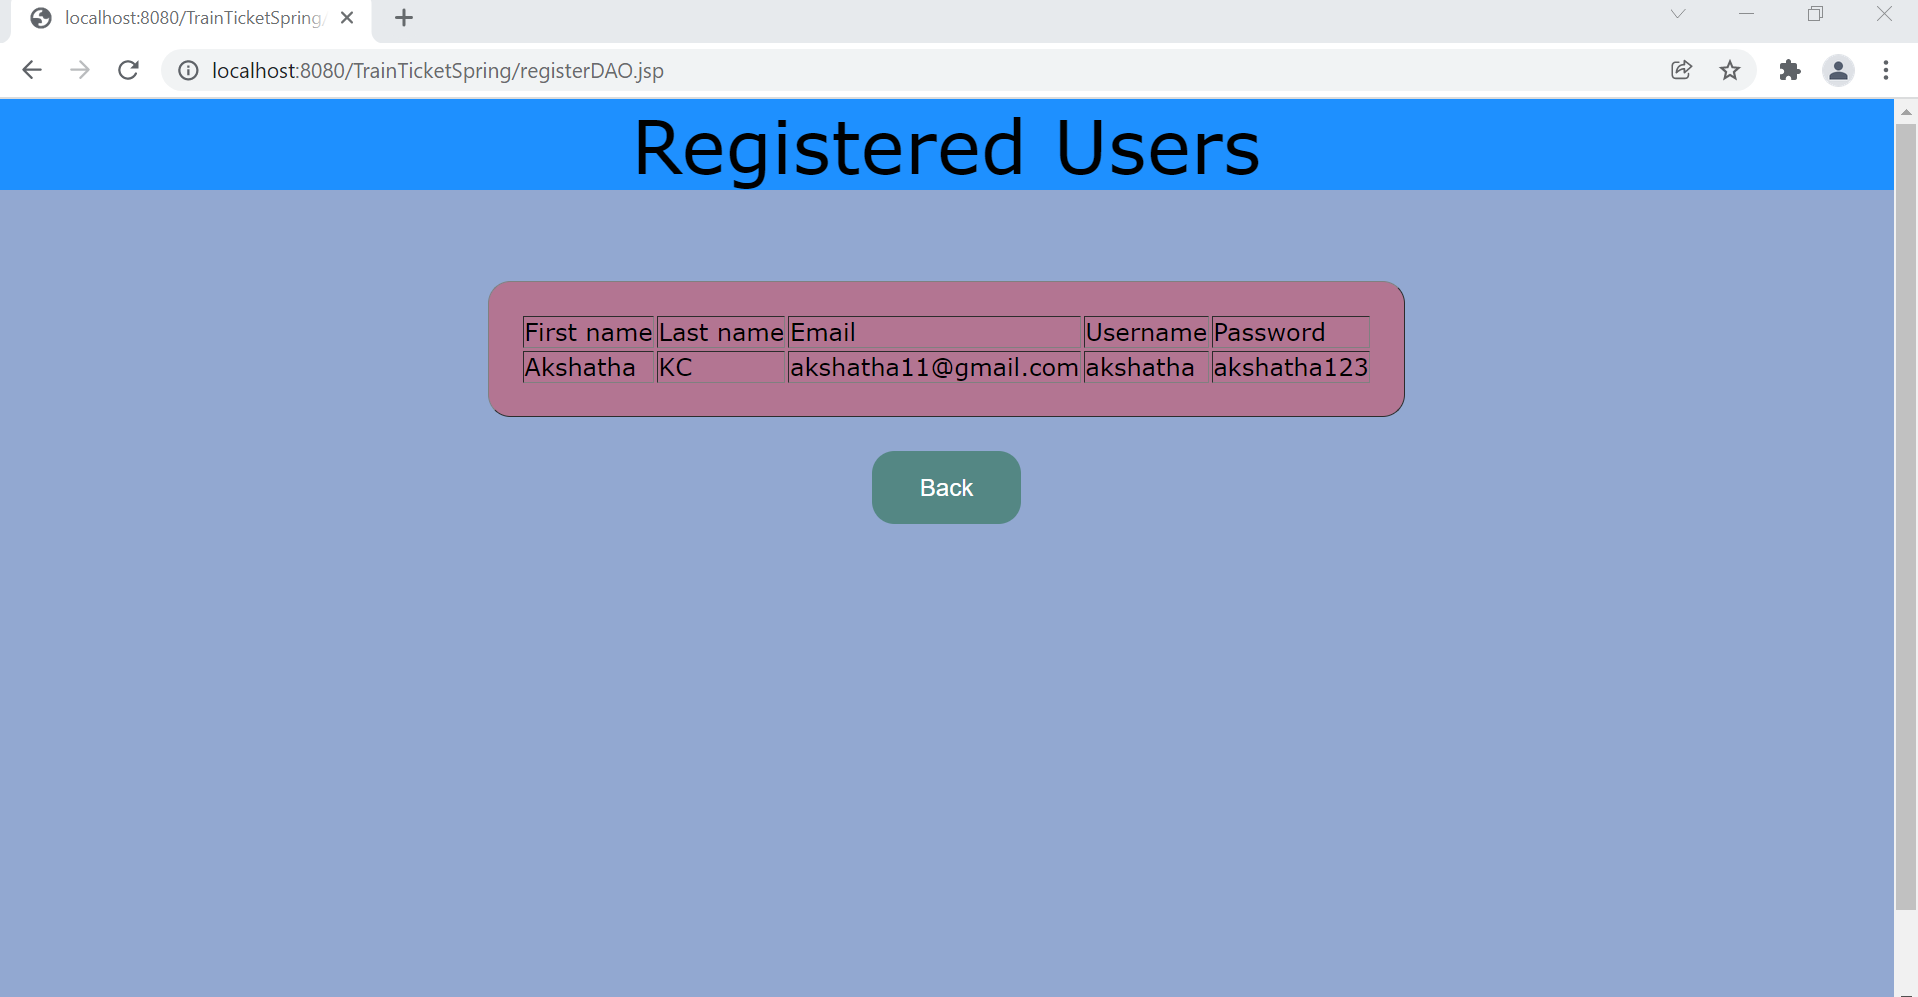 localhost:8080/TrainTicketSpring/
localhost:8080/TrainTicketSpring/registerDAO.jsp
Registered Users
First name Last name Email Username Password
Akshatha KC akshatha11@gmail.com akshatha akshatha123
Back